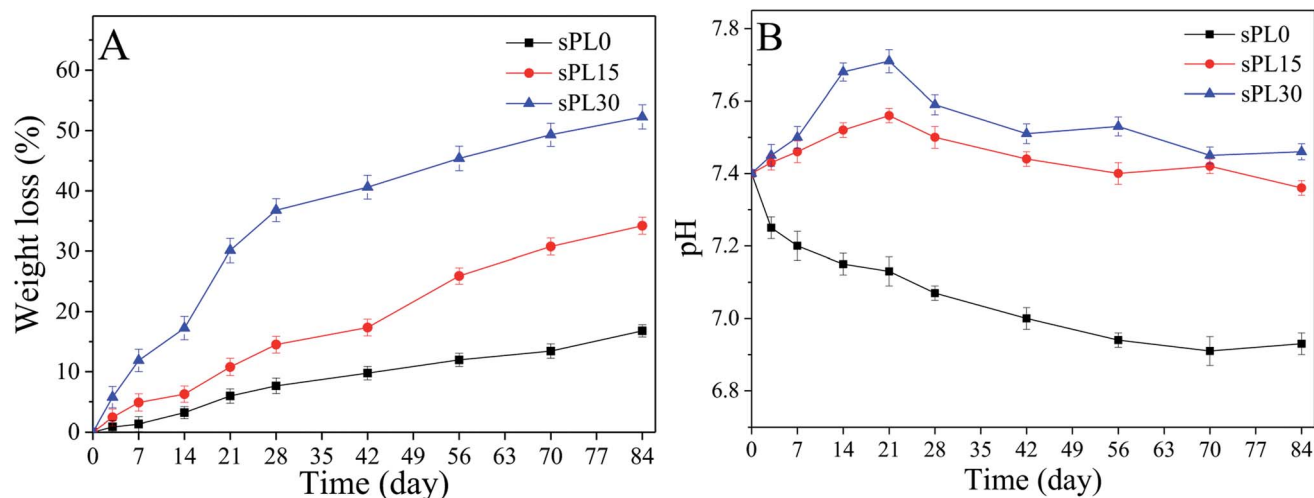 A
sPL0
sPL15
sPL30
Weight loss (%)
60
50
40
30
20
10
0
0 7 14 21 28 35 42 49 56 63 70 77 84
Time (day)
B
sPL0
sPL15
sPL30
pH
7.8
7.6
7.4
7.2
7.0
6.8
0 7 14 21 28 35 42 49 56 63 70 77 84
Time (day)